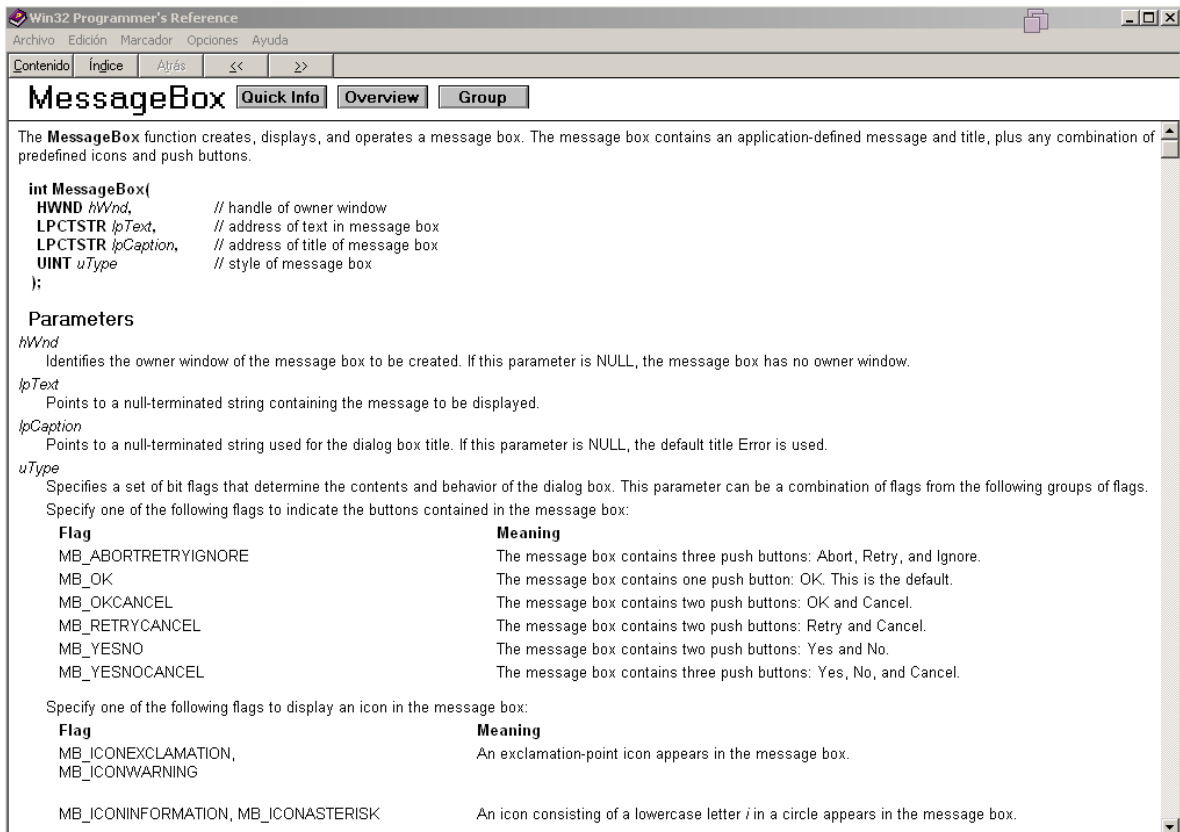 Win32 Programmer's Reference
Archivo Edición Marcador Opciones Ayuda
Contenido Índice Atrás << >>
MessageBox Quick Info Overview Group
The MessageBox function creates, displays, and operates a message box. The message box contains an application-defined message and title, plus any combination of
predefined icons and push buttons.
int MessageBox(
HWND hWnd, // handle of owner window
LPCTSTR lpText, // address of text in message box
LPCTSTR lpCaption, // address of title of message box
UINT uType // style of message box
);
Parameters
hWnd
Identifies the owner window of the message box to be created. If this parameter is NULL, the message box has no owner window.
lpText
Points to a null-terminated string containing the message to be displayed.
lpCaption
Points to a null-terminated string used for the dialog box title. If this parameter is NULL, the default title Error is used.
uType
Specifies a set of bit flags that determine the contents and behavior of the dialog box. This parameter can be a combination of flags from the following groups of flags.
Specify one of the following flags to indicate the buttons contained in the message box:
Flag Meaning
MB_ABORTRETRYIGNORE The message box contains three push buttons: Abort, Retry, and Ignore.
MB_OK The message box contains one push button: OK. This is the default.
MB_OKCANCEL The message box contains two push buttons: OK and Cancel.
MB_RETRYCANCEL The message box contains two push buttons: Retry and Cancel.
MB_YESNO The message box contains two push buttons: Yes and No.
MB_YESNOCANCEL The message box contains three push buttons: Yes, No, and Cancel.
Specify one of the following flags to display an icon in the message box:
Flag Meaning
MB_ICONEXCLAMATION, An exclamation-point icon appears in the message box.
MB_ICONWARNING
MB_ICONINFORMATION, MB_ICONASTERISK An icon consisting of a lowercase letter i in a circle appears in the message box.